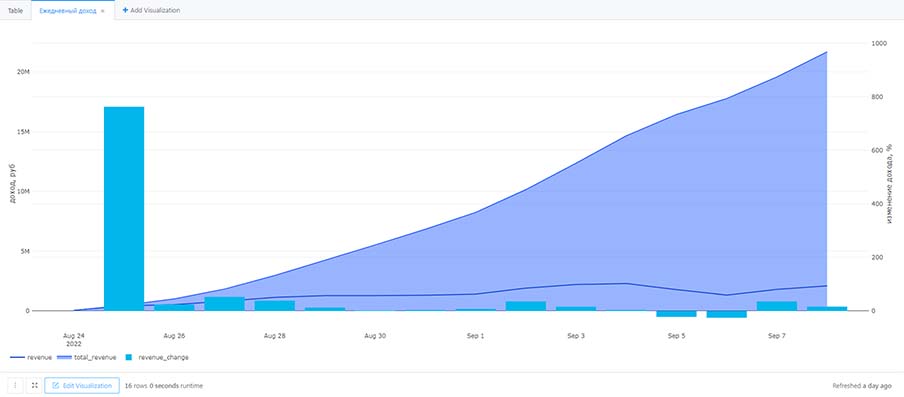 Table
Ежедневный доход ×
+ Add Visualization
1000
20M
800
15M
600
10M
400
5M
200
0
0
доход, руб
изменение дохода, %
Aug 24
2022
Aug 26
Aug 28
Aug 30
Sep 1
Sep 3
Sep 5
Sep 7
revenue
total_revenue
revenue_change
Edit Visualization
16 rows 0 seconds runtime
Refreshed a day ago